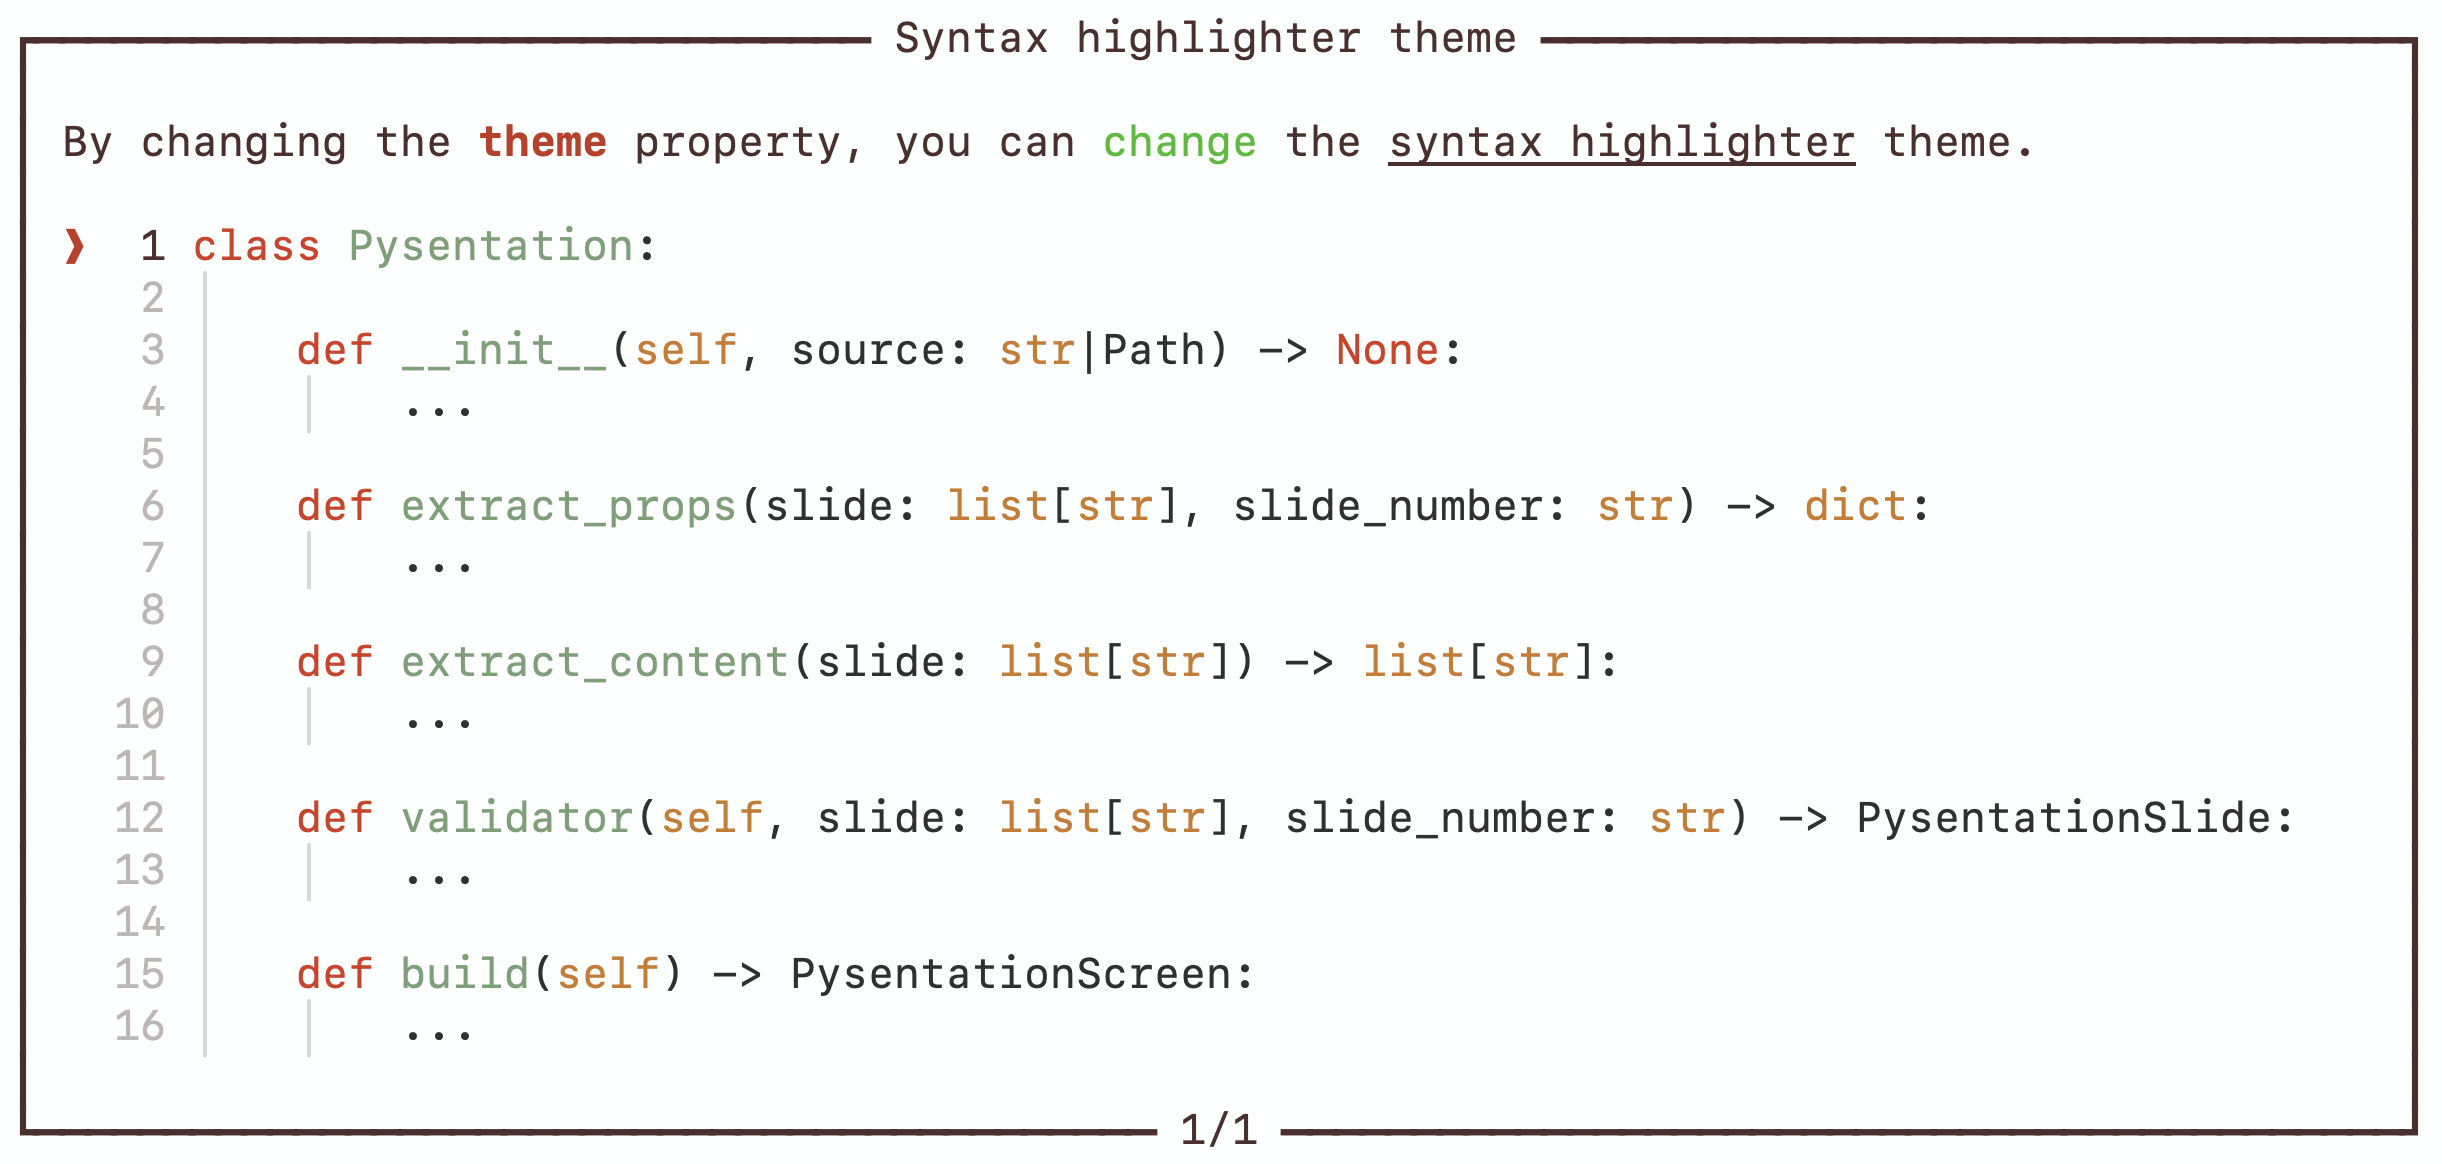 Syntax highlighter theme
By changing the theme property, you can change the syntax highlighter theme.
❱ 1 class Pysentation:
2
3     def __init__(self, source: str|Path) -> None:
4         ...
5
6     def extract_props(slide: list[str], slide_number: str) -> dict:
7         ...
8
9     def extract_content(slide: list[str]) -> list[str]:
10         ...
11
12     def validator(self, slide: list[str], slide_number: str) -> PysentationSlide:
13         ...
14
15     def build(self) -> PysentationScreen:
16         ...
1/1